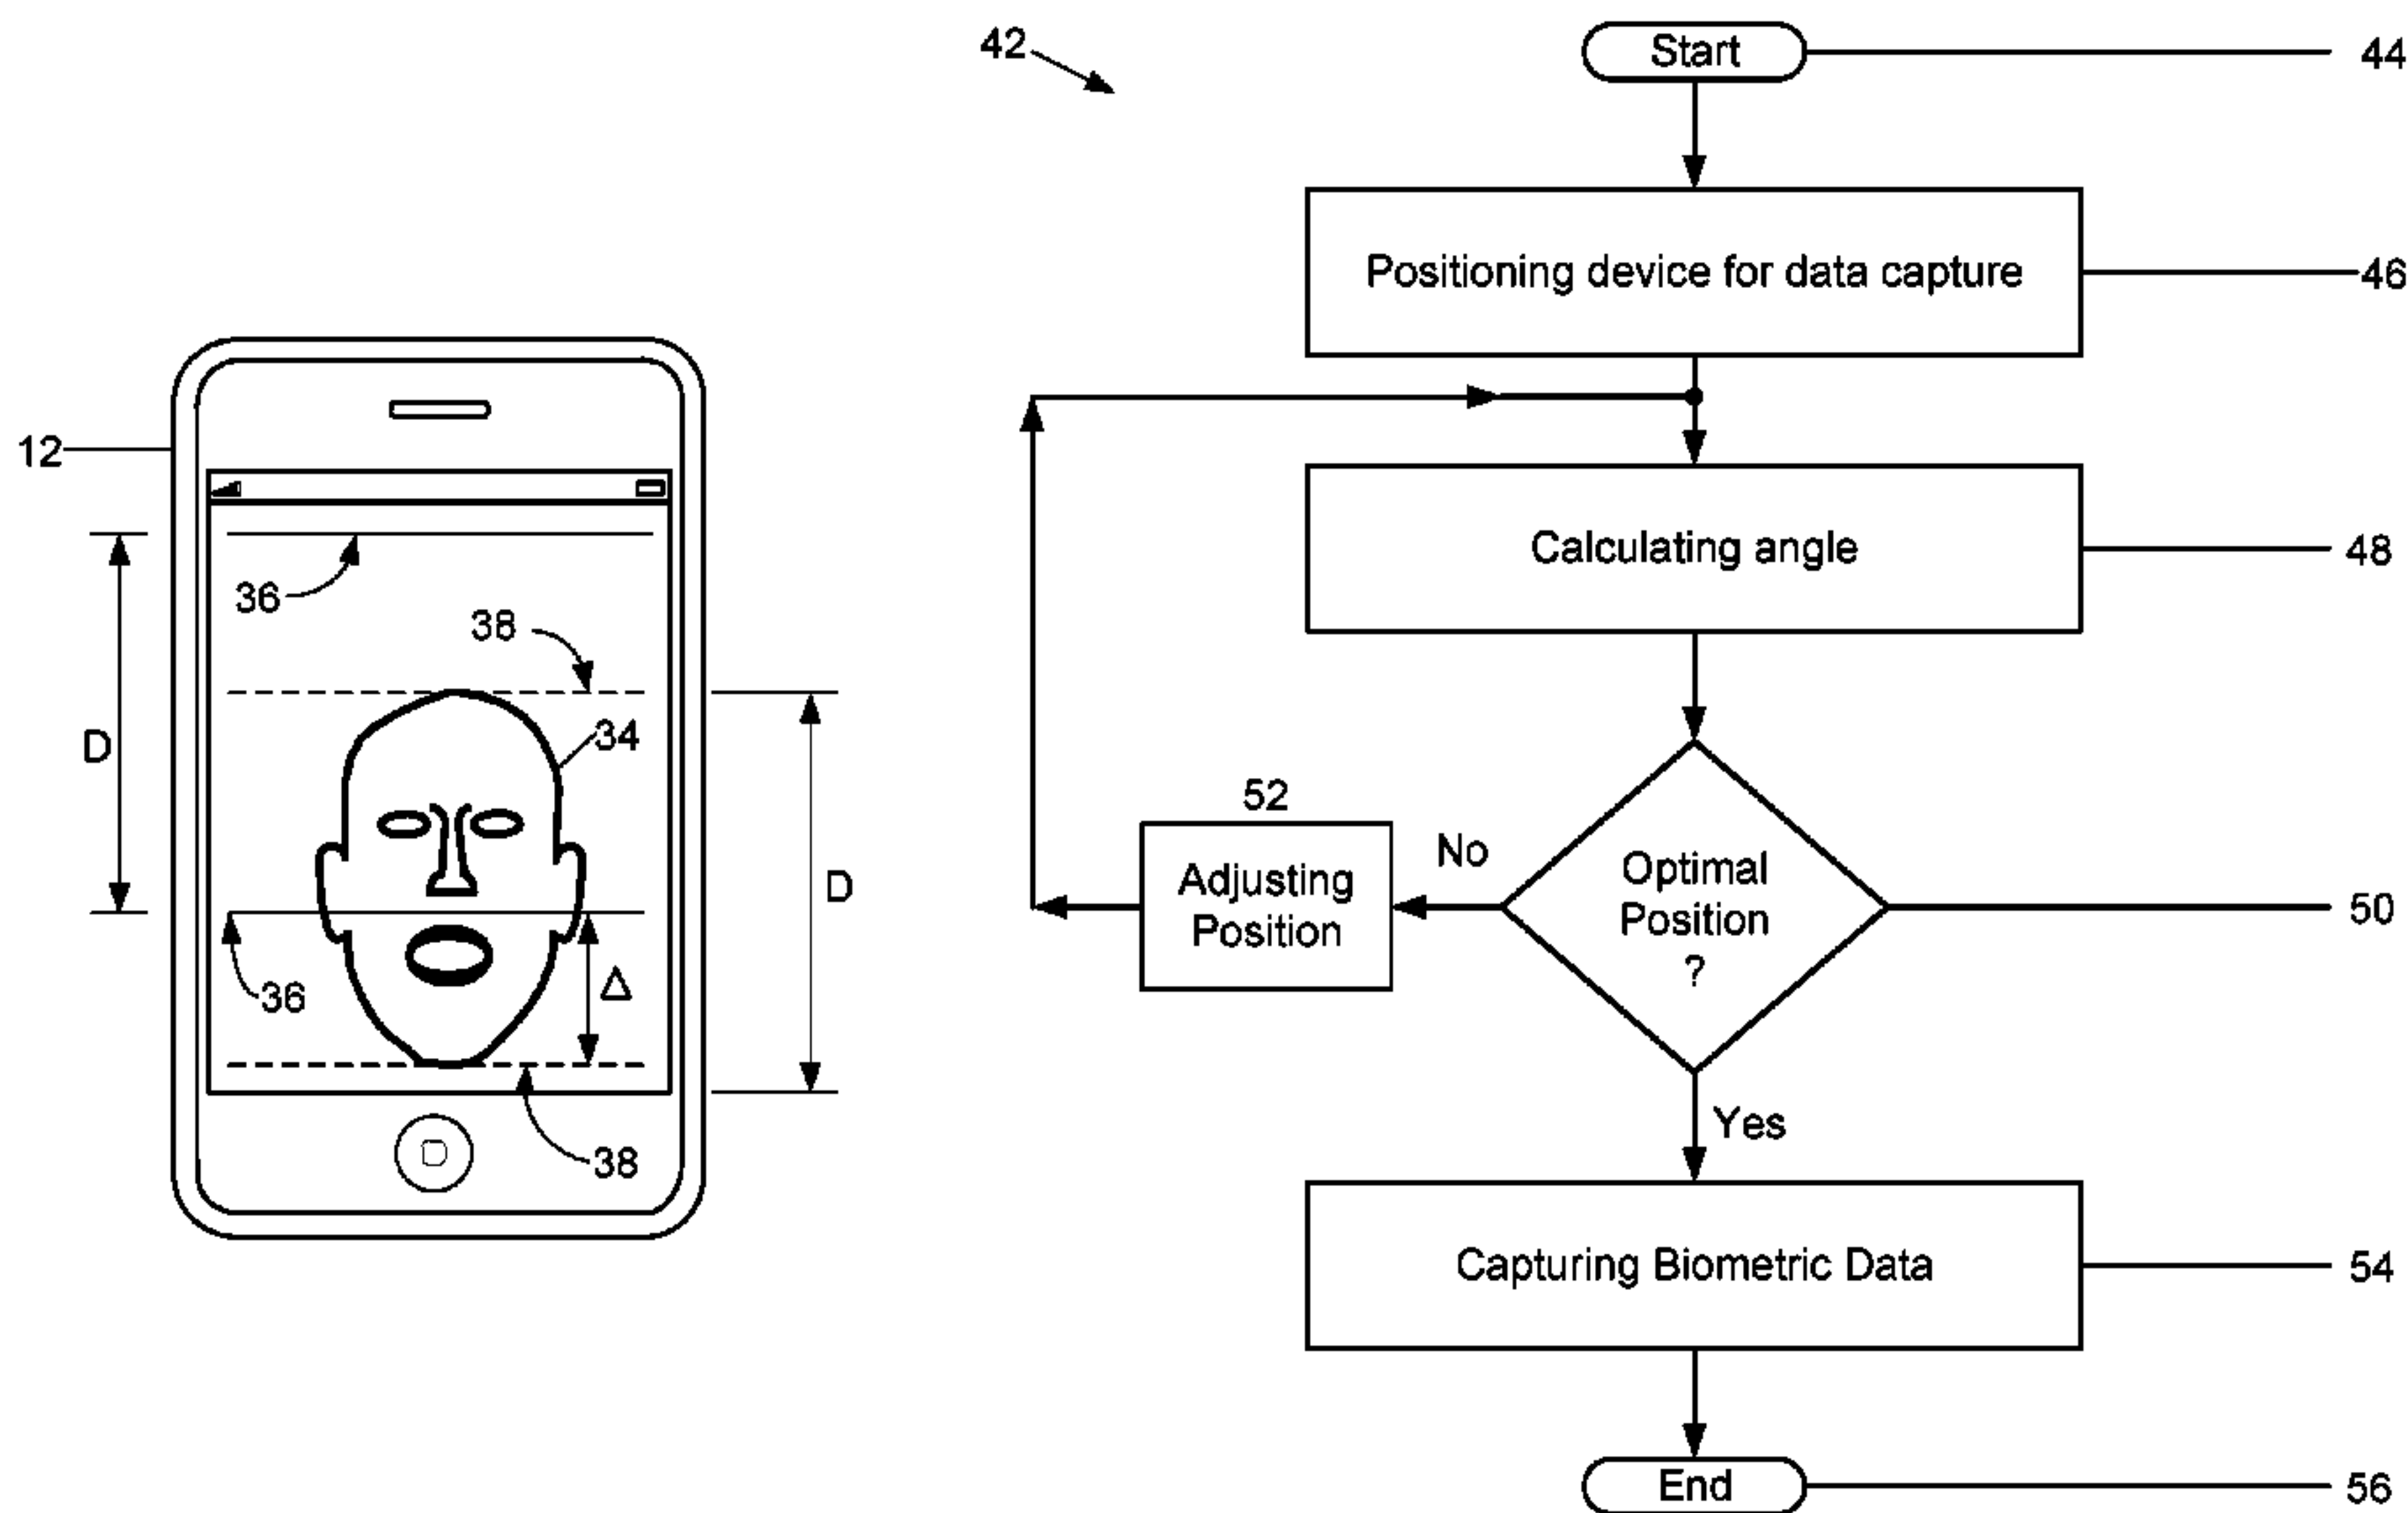 12
D
36
38
34
36
Δ
38
D
42
Start
44
Positioning device for data capture
46
Calculating angle
48
52
Adjusting
Position
No
Optimal
Position
?
50
Yes
Capturing Biometric Data
54
End
56